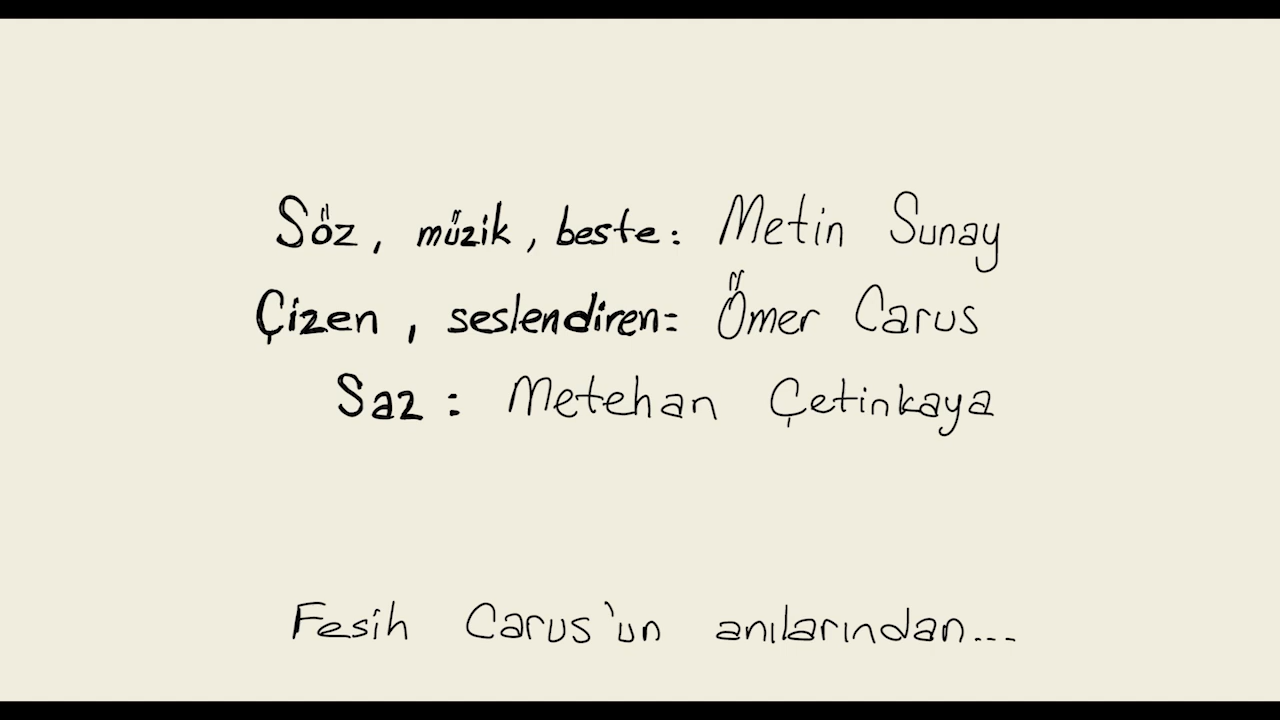 Söz, müzik, beste: Metin Sunay
Çizen, seslendiren: Ömer Carus
Saz: Metehan Çetinkaya
Fesih Carus'un anılarından...